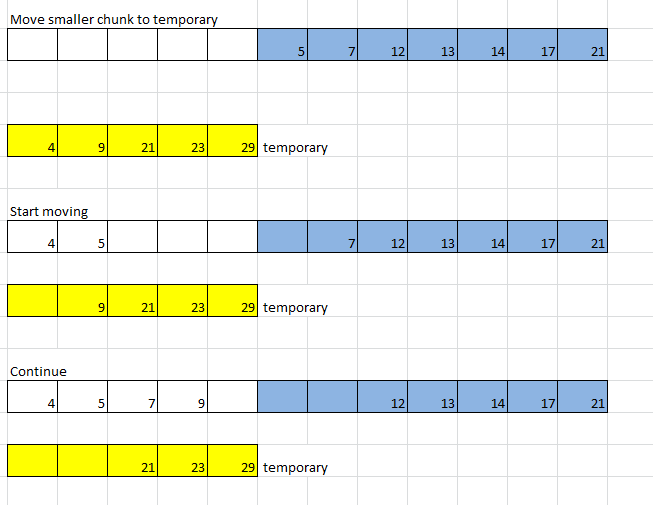 Move smaller chunk to temporary
5 7 12 13 14 17 21
4 9 21 23 29 temporary
Start moving
4 5 7 12 13 14 17 21
9 21 23 29 temporary
Continue
4 5 7 9 12 13 14 17 21
21 23 29 temporary